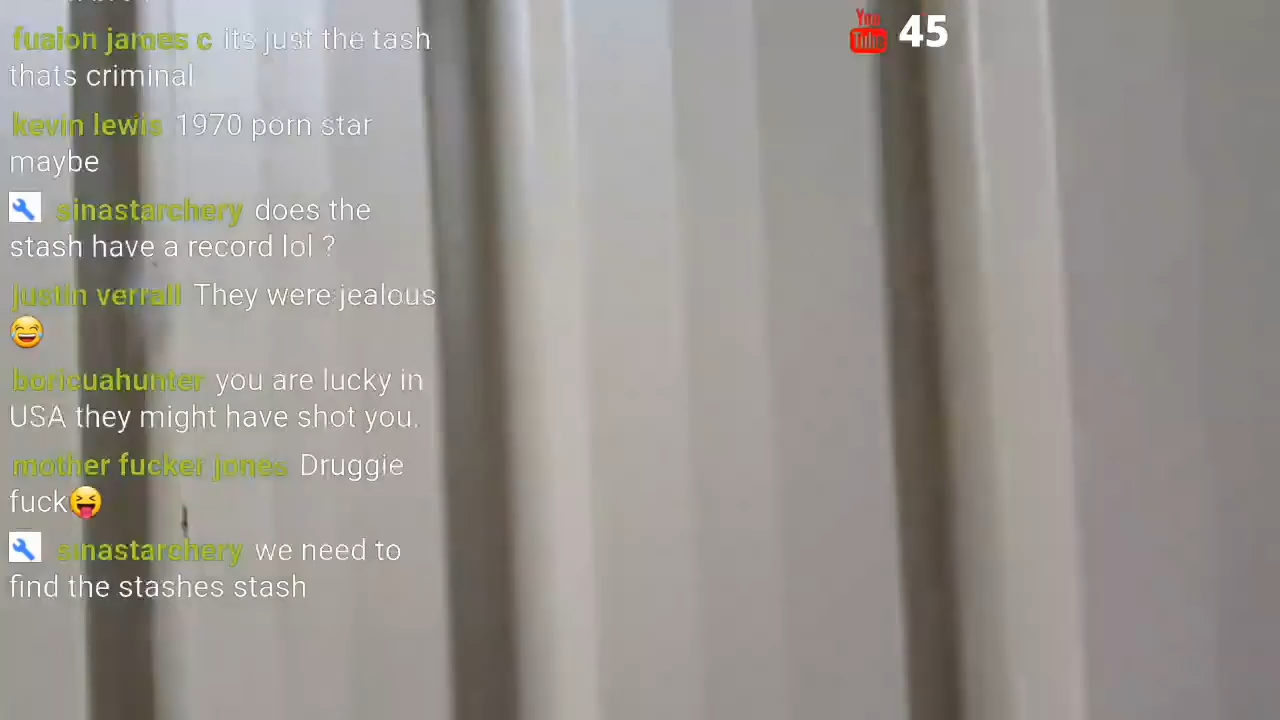 fusion james c its just the tash
thats criminal
kevin lewis 1970 porn star
maybe
sinastarchery does the
stash have a record lol ?
justin verrall They were jealous
😂
boricuahunter you are lucky in
USA they might have shot you.
mother fucker jones Druggie
fuck😝
sinastarchery we need to
find the stashes stash
You
Tube 45